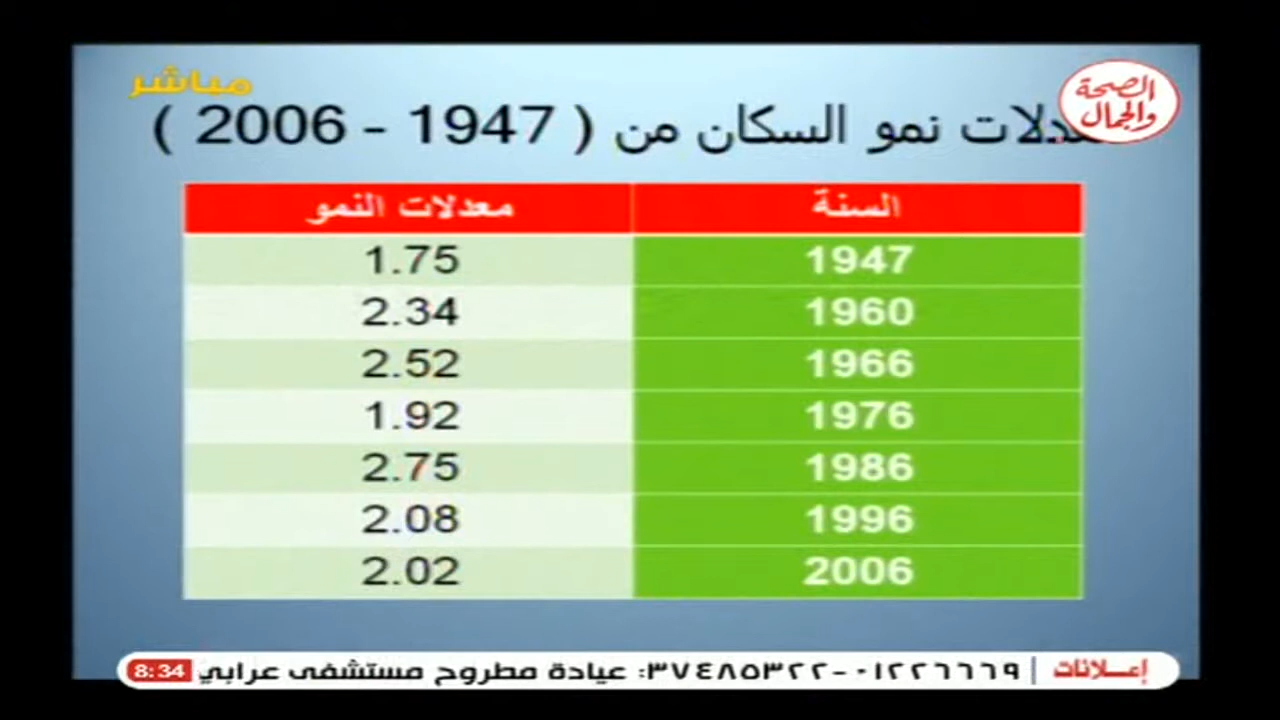 مباشر
الصحة
والجمال
معدلات نمو السكان من ( 1947 - 2006 )
السنة معدلات النمو
1947 1.75
1960 2.34
1966 2.52
1976 1.92
1986 2.75
1996 2.08
2006 2.02
إعلانات | ٣٧٤٨٥٣٢٢-٠١٢٢٦٦٦٩: عيادة مطروح مستشفى عرابي 8:34